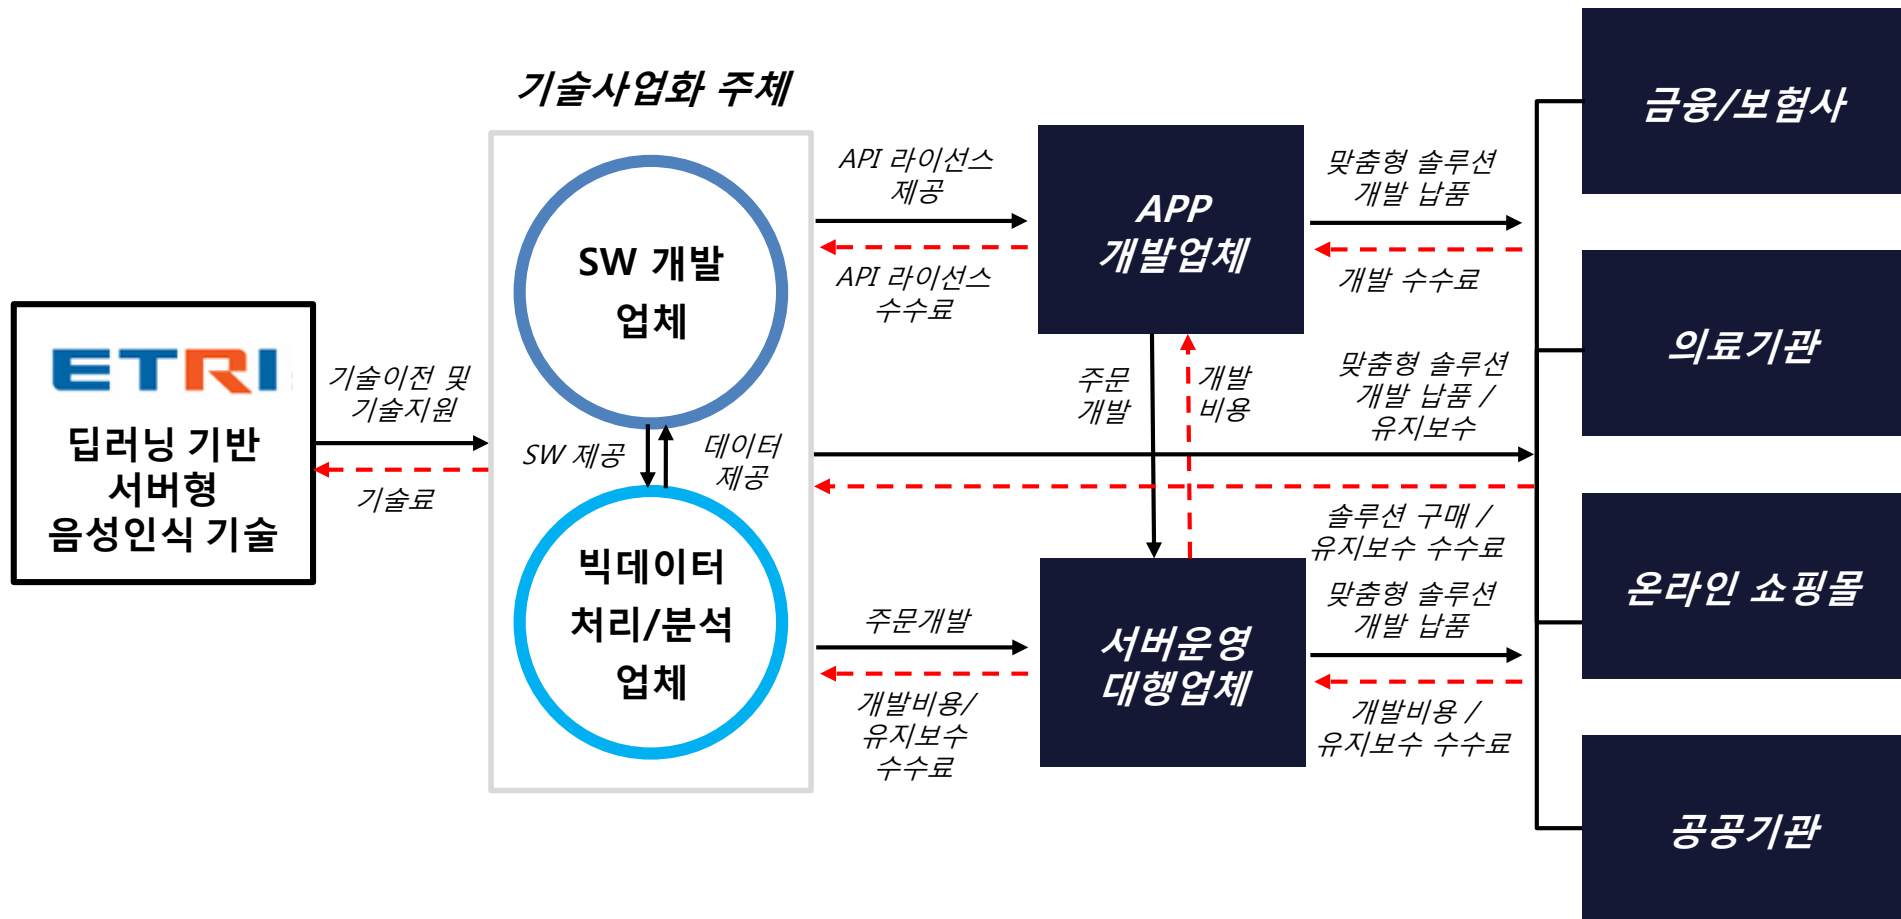 기술사업화 주체
ETRI
딥러닝 기반
서버형
음성인식 기술
기술이전 및
기술지원
기술료
SW 개발
업체
SW 제공
데이터
제공
빅데이터
처리/분석
업체
API 라이선스
제공
API 라이선스
수수료
주문개발
개발비용/
유지보수
수수료
APP
개발업체
주문
개발
개발
비용
서버운영
대행업체
맞춤형 솔루션
개발 납품
개발 수수료
맞춤형 솔루션
개발 납품 /
유지보수
솔루션 구매 /
유지보수 수수료
맞춤형 솔루션
개발 납품
개발비용 /
유지보수 수수료
금융/보험사
의료기관
온라인 쇼핑몰
공공기관